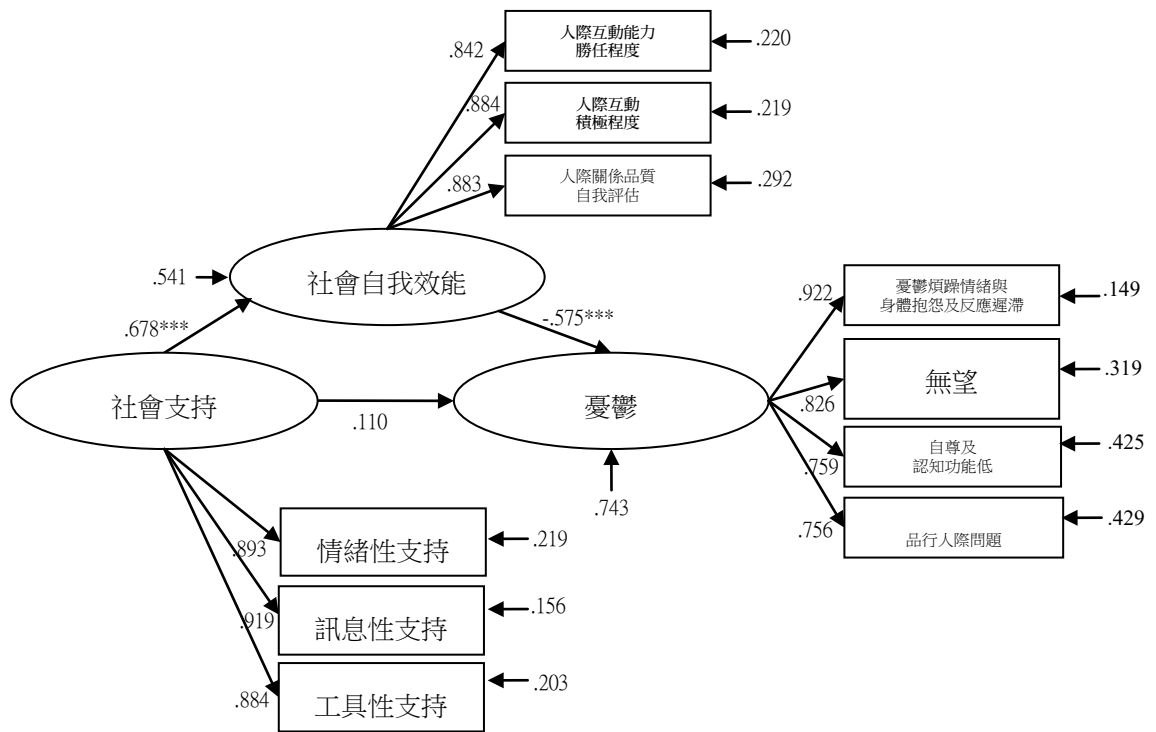 人際互動能力
勝任程度
.220
.842
.884
人際互動
積極程度
.219
.883
人際關係品質
自我評估
.292
.541
社會自我效能
.678***
-.575***
.922
憂鬱煩躁情緒與
身體抱怨及反應遲滯
.149
社會支持
.110
憂鬱
.826
無望
.319
.759
自尊及
認知功能低
.425
.743
.756
品行人際問題
.429
.893
情緒性支持
.219
.919
訊息性支持
.156
.884
工具性支持
.203